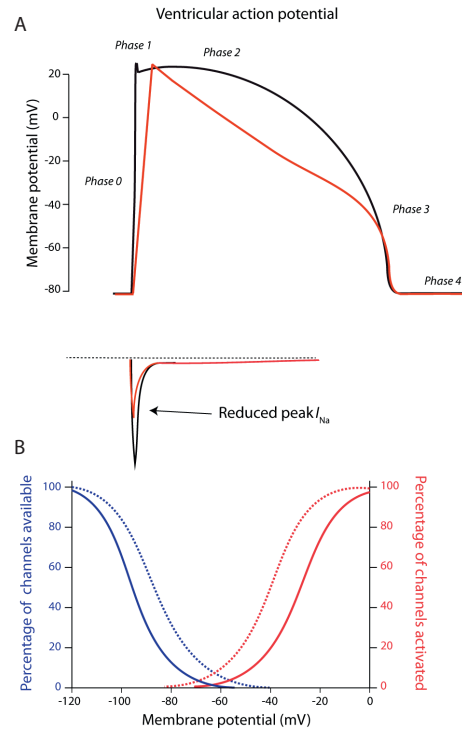 Ventricular action potential
A
Phase 1
Phase 2
20
0
-20
-40
-60
-80
Membrane potential (mV)
Phase 0
Phase 3
Phase 4
Reduced peak INa
B
100
80
60
40
20
0
Percentage of channels available
100
80
60
40
20
0
Percentage of channels activated
-120
-100
-80
-60
-40
-20
0
Membrane potential (mV)